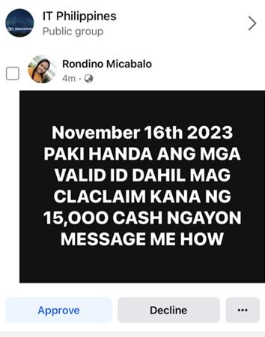 IT Philippines
Public group
Rondino Micabalo
4m ·
November 16th 2023
PAKI HANDA ANG MGA
VALID ID DAHIL MAG
CLACLAIM KANA NG
15,OOO CASH NGAYON
MESSAGE ME HOW
Approve
Decline
...